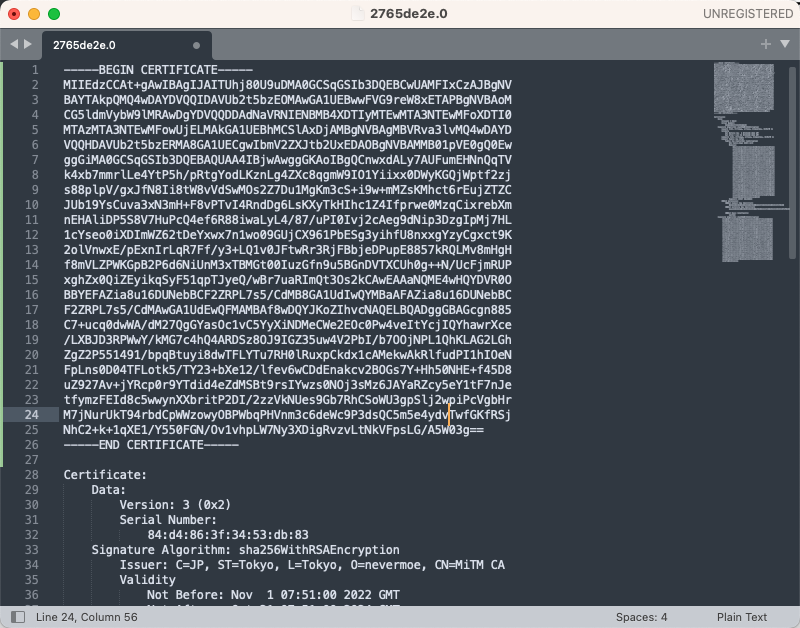 2765de2e.0
UNREGISTERED
2765de2e.0
1 -----BEGIN CERTIFICATE-----
2 MIIEdzCCAt+gAwIBAgIJAITUhj80U9uDMA0GCSqGSIb3DQEBCwUAMFIxCzAJBgNV
3 BAYTAkpQMQ4wDAYDVQQIDAVUb2t5bzEOMAwGA1UEBwwFVG9reW8xETAPBgNVBAoM
4 CG5ldmVybW9lMRAwDgYDVQQDDAdNaVRNIENBMB4XDTIyMTEwMTA3NTEwMFoXDTI0
5 MTAzMTA3NTEwMFowUjELMAkGA1UEBhMCSlAxDjAMBgNVBAgMBVRva3lvMQ4wDAYD
6 VQQHDAVUb2t5bzERMA8GA1UECgwIbmV2ZXJtb2UxEDAOBgNVBAMMB01pVE0gQ0Ew
7 ggGiMA0GCSqGSIb3DQEBAQUAA4IBjwAwggGKAoIBgQCnwxdALy7AUFumEHNnQqTV
8 k4xb7mmrlLe4YtP5h/pRtgYodLKznLg4ZXc8qgmW9IO1Yiixx0DWyKGQjWptf2zj
9 s88plpV/gxJfN8Ii8tW8vVdSwMOs2Z7Du1MgKm3cS+i9w+mMZsKMhct6rEujZTZC
10 JUb19YsCuva3xN3mH+F8vPTvI4RndDg6LsKXyTkHIhc1Z4Ifprwe0MzqCixrebXm
11 nEHAliDP5S8V7HuPcQ4ef6R88iwaLyL4/87/uPI0Ivj2cAeg9dNip3DzgIpMj7HL
12 1cYseo0iXDImWZ62tDeYxwx7n1wo09GUjCX961PbESg3yihfU8nxxgYzyCgxct9K
13 2olVnwxE/pExnIrLqR7Ff/y3+LQ1v0JFtwRr3RjFBbjeDPupE8857kRQLMv8mHgH
14 f8mVLZPWKGpB2P6d6NiUnM3xTBMGt00IuzGfn9u5BGnDVTXCUh0g++N/UcFjmRUP
15 xghZx0QiZEyikqSyF51qpTJyeQ/wBr7uaRImQt3Os2kCAwEAAaNQME4wHQYDVR0O
16 BBYEFAZia8u16DUNebBCF2ZRPL7s5/CdMB8GA1UdIwQYMBaAFAZia8u16DUNebBC
17 F2ZRPL7s5/CdMAwGA1UdEwQFMAMBAf8wDQYJKoZIhvcNAQELBQADggGBAGcgn885
18 C7+ucq0dwWA/dM27QgGYasOc1vC5YyXiNDMeCWe2EOc0Pw4veItYcjIQYhawrXce
19 /LXBJD3RPWwY/kMG7c4hQ4ARDSz8OJ9IGZ35uw4V2PbI/b7OOjNPL1QhKLAG2LGh
20 ZgZ2P551491/bpqBtuyi8dwTFLYTu7RH0lRuxpCkdx1cAMekwAkRlfudPI1hIOeN
21 FpLns0D04TFLotk5/TY23+bXe12/lfev6wCDdEnakcv2BOGs7Y+Hh50NHE+f45D8
22 uZ927Av+jYRcp0r9YTdid4eZdMSBt9rsIYwzs0NOj3sMz6JAYaRZcy5eY1tF7nJe
23 tfymzFEId8c5wwynXXbritP2DI/2zzVkNUes9Gb7RhCSoWU3gpSlj2wpiPcVgbHr
24 M7jNurUkT94rbdCpWWzowyOBPWbqPHVnm3c6deWc9P3dsQC5m5e4ydvTwfGKfRSj
25 NhC2+k+1qXE1/Y550FGN/Ov1vhpLW7Ny3XDigRvzvLtNkVFpsLG/A5W03g==
26 -----END CERTIFICATE-----
27
28 Certificate:
29 Data:
30 Version: 3 (0x2)
31 Serial Number:
32 84:d4:86:3f:34:53:db:83
33 Signature Algorithm: sha256WithRSAEncryption
34 Issuer: C=JP, ST=Tokyo, L=Tokyo, O=nevermoe, CN=MiTM CA
35 Validity
36 Not Before: Nov  1 07:51:00 2022 GMT
Line 24, Column 56
Spaces: 4
Plain Text